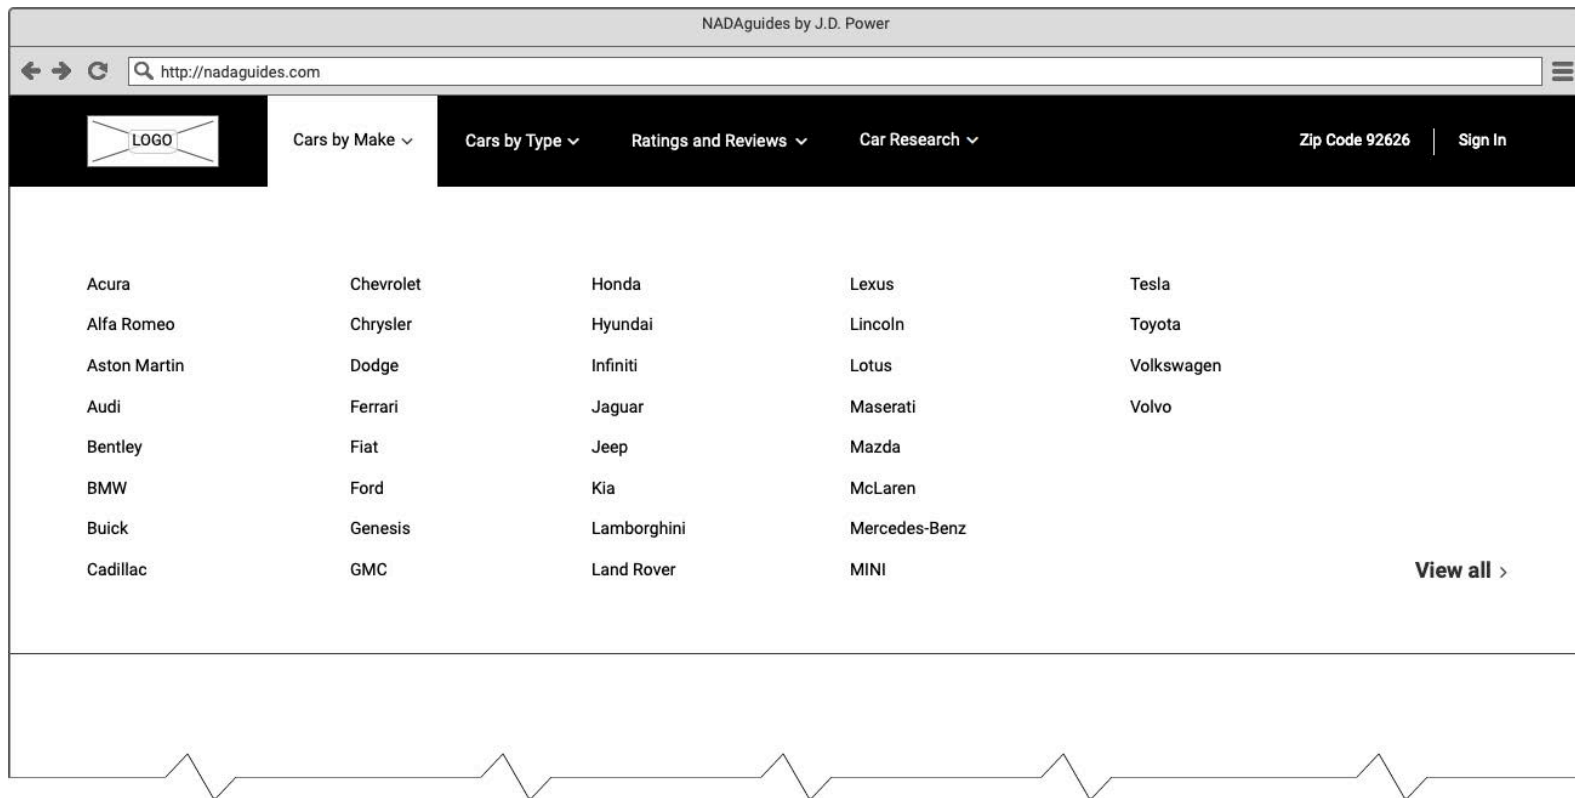 NADAguides by J.D. Power
http://nadaguides.com
LOGO
Cars by Make
Cars by Type
Ratings and Reviews
Car Research
Zip Code 92626
Sign In
Acura
Alfa Romeo
Aston Martin
Audi
Bentley
BMW
Buick
Cadillac
Chevrolet
Chrysler
Dodge
Ferrari
Fiat
Ford
Genesis
GMC
Honda
Hyundai
Infiniti
Jaguar
Jeep
Kia
Lamborghini
Land Rover
Lexus
Lincoln
Lotus
Maserati
Mazda
McLaren
Mercedes-Benz
MINI
Tesla
Toyota
Volkswagen
Volvo
View all